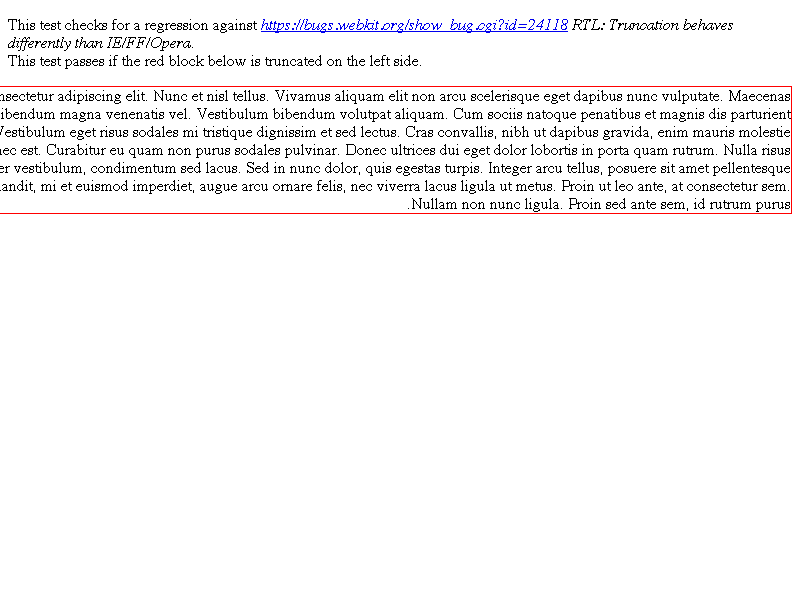 This test checks for a regression against https://bugs.webkit.org/show_bug.cgi?id=24118 RTL: Truncation behaves
differently than IE/FF/Opera.
This test passes if the red block below is truncated on the left side.
nsectetur adipiscing elit. Nunc et nisl tellus. Vivamus aliquam elit non arcu scelerisque eget dapibus nunc vulputate. Maecenas
ibendum magna venenatis vel. Vestibulum bibendum volutpat aliquam. Cum sociis natoque penatibus et magnis dis parturient
Vestibulum eget risus sodales mi tristique dignissim et sed lectus. Cras convallis, nibh ut dapibus gravida, enim mauris molestie
nec est. Curabitur eu quam non purus sodales pulvinar. Donec ultrices dui eget dolor lobortis in porta quam rutrum. Nulla risus
er vestibulum, condimentum sed lacus. Sed in nunc dolor, quis egestas turpis. Integer arcu tellus, posuere sit amet pellentesque
landit, mi et euismod imperdiet, augue arcu ornare felis, nec viverra lacus ligula ut metus. Proin ut leo ante, at consectetur sem.
.Nullam non nunc ligula. Proin sed ante sem, id rutrum purus